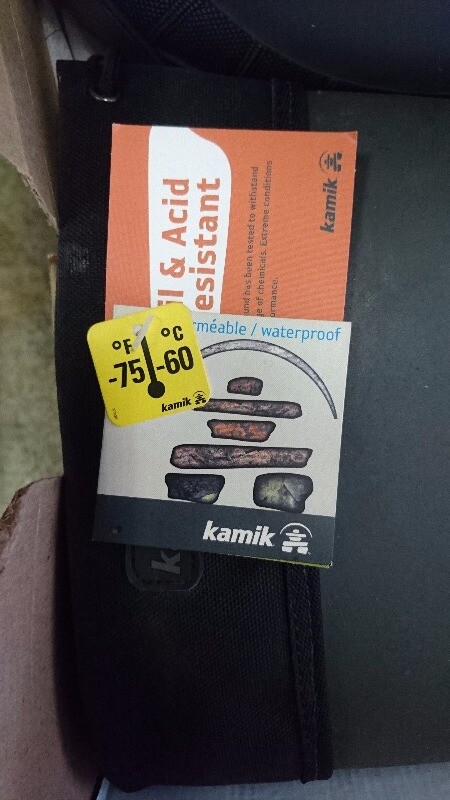 il & Acid
esistant
und has been tested to withstand
ge of chemicals. Extreme conditions
ormance.
kamik
rméable / waterproof
°F °C
-75 -60
kamik
kamik